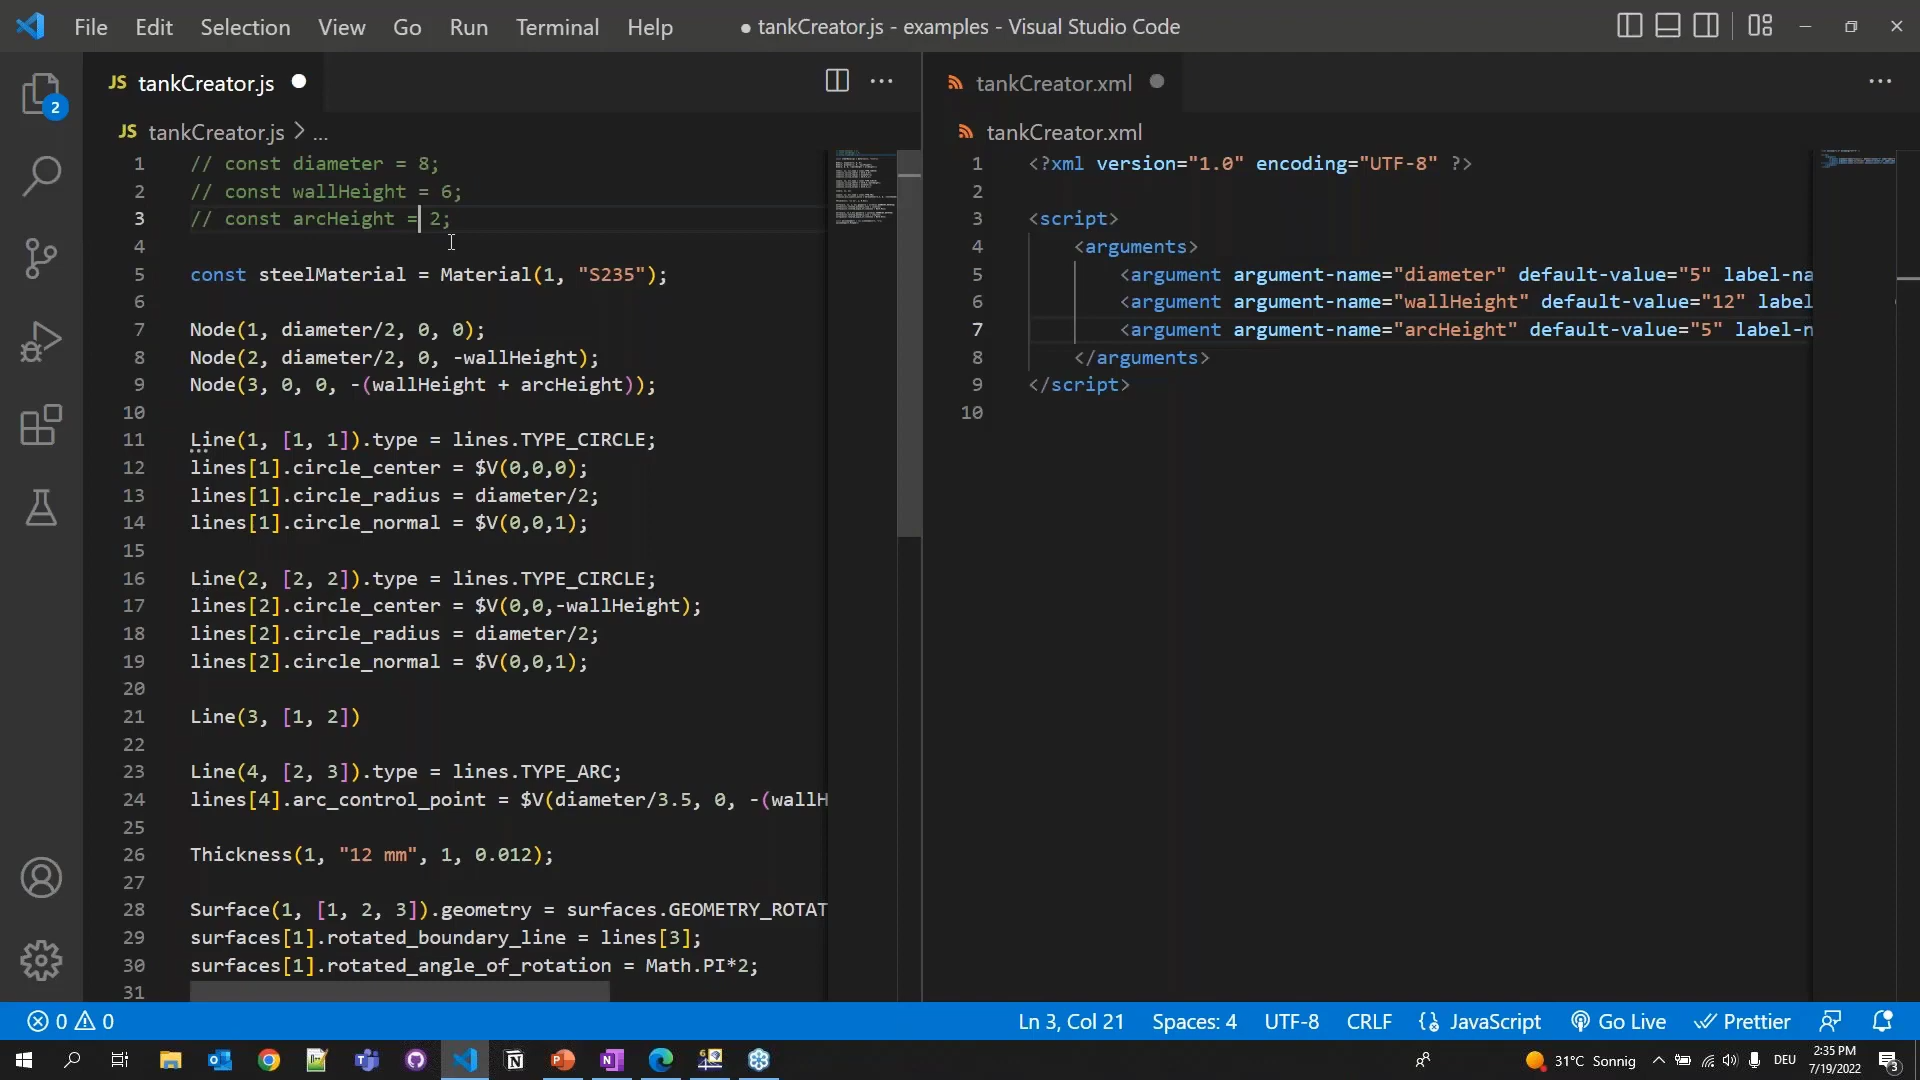 File Edit Selection View Go Run Terminal Help
● tankCreator.js - examples - Visual Studio Code
JS tankCreator.js
tankCreator.xml
JS tankCreator.js > ...
tankCreator.xml
2
1 // const diameter = 8;
2 // const wallHeight = 6;
3 // const arcHeight = 2;
4
5 const steelMaterial = Material(1, "S235");
6
7 Node(1, diameter/2, 0, 0);
8 Node(2, diameter/2, 0, -wallHeight);
9 Node(3, 0, 0, -(wallHeight + arcHeight));
10
11 Line(1, [1, 1]).type = lines.TYPE_CIRCLE;
12 lines[1].circle_center = $V(0,0,0);
13 lines[1].circle_radius = diameter/2;
14 lines[1].circle_normal = $V(0,0,1);
15
16 Line(2, [2, 2]).type = lines.TYPE_CIRCLE;
17 lines[2].circle_center = $V(0,0,-wallHeight);
18 lines[2].circle_radius = diameter/2;
19 lines[2].circle_normal = $V(0,0,1);
20
21 Line(3, [1, 2])
22
23 Line(4, [2, 3]).type = lines.TYPE_ARC;
24 lines[4].arc_control_point = $V(diameter/3.5, 0, -(wallH
25
26 Thickness(1, "12 mm", 1, 0.012);
27
28 Surface(1, [1, 2, 3]).geometry = surfaces.GEOMETRY_ROTAT
29 surfaces[1].rotated_boundary_line = lines[3];
30 surfaces[1].rotated_angle_of_rotation = Math.PI*2;
31
1 <?xml version="1.0" encoding="UTF-8" ?>
2
3 <script>
4 <arguments>
5 <argument argument-name="diameter" default-value="5" label-na
6 <argument argument-name="wallHeight" default-value="12" label
7 <argument argument-name="arcHeight" default-value="5" label-n
8 </arguments>
9 </script>
10
0 0 Ln 3, Col 21 Spaces: 4 UTF-8 CRLF JavaScript Go Live Prettier
31°C Sonnig DEU 2:35 PM
7/19/2022 3